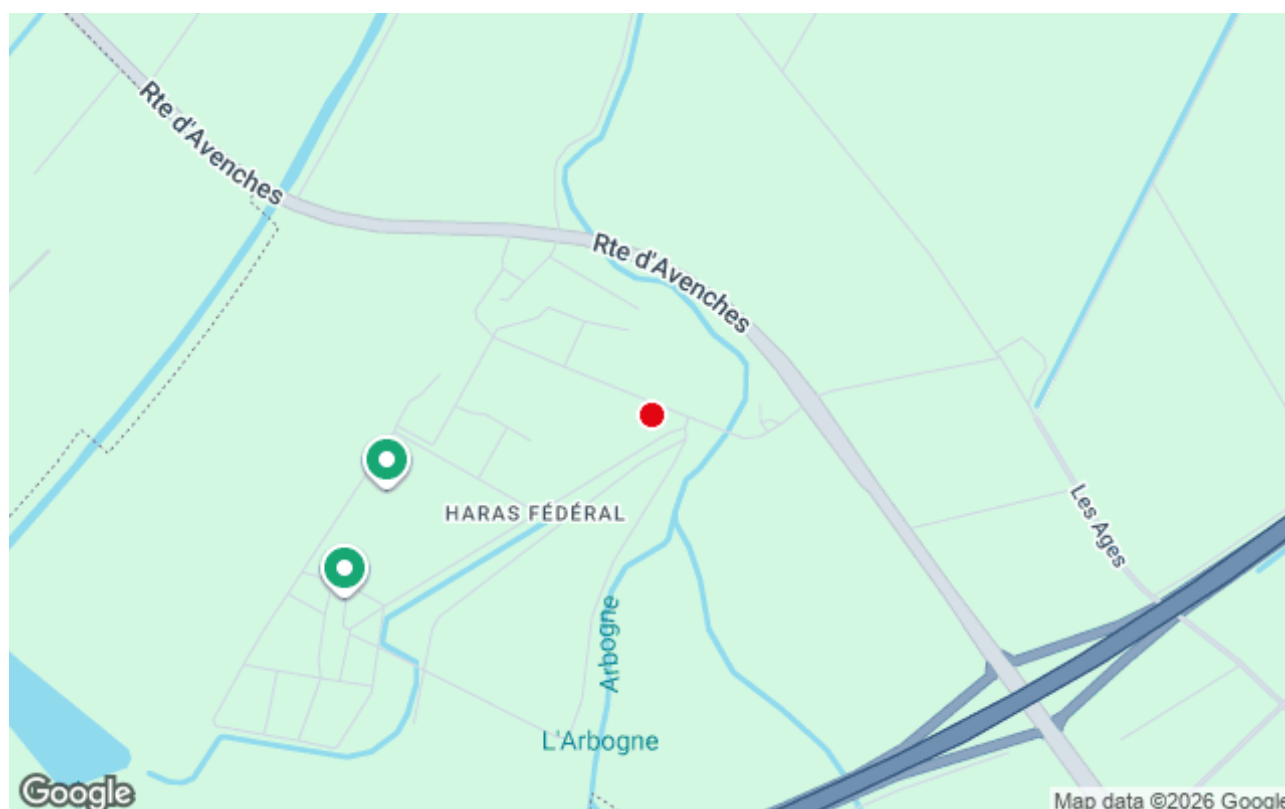 Rte d'Avenches
Rte d'Avenches
Les Ages
HARAS FÉDÉRAL
Arbogne
L'Arbogne
Google
Map data ©2026 Google